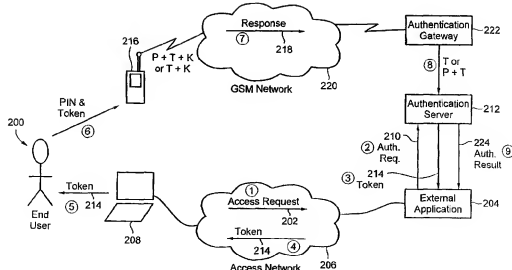 216
P + T + K
or T + K
Response
⑦
218
GSM Network
220
Authentication
Gateway
222
⑧ T or
P + T
Authentication
Server
212
PIN &
Token
⑥
200
End
User
Token
⑤ 214
208
①
Access Request
202
Token
214 ④
Access Network
206
210
② Auth.
Req.
214
③ Token
224
Auth. ⑨
Result
External
Application
204